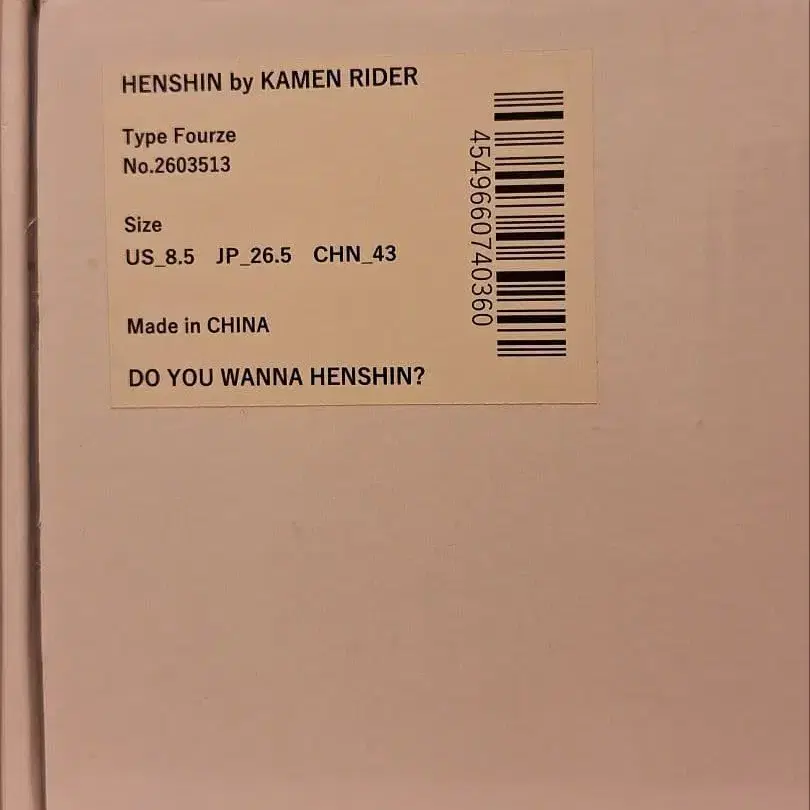 HENSHIN by KAMEN RIDER
Type Fourze
No.2603513
Size
US_8.5 JP_26.5 CHN_43
Made in CHINA
DO YOU WANNA HENSHIN?
4549660740360